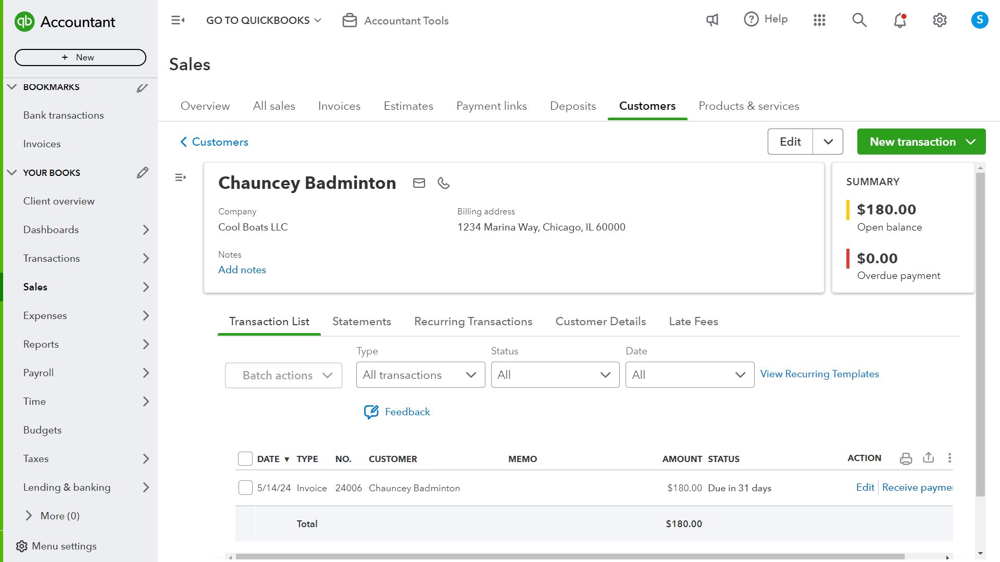 qb Accountant
GO TO QUICKBOOKS
Accountant Tools
Help
S
+ New
BOOKMARKS
Bank transactions
Invoices
YOUR BOOKS
Client overview
Dashboards
Transactions
Sales
Expenses
Reports
Payroll
Time
Budgets
Taxes
Lending & banking
More (0)
Menu settings
Sales
Overview All sales Invoices Estimates Payment links Deposits Customers Products & services
Customers
Edit
New transaction
Chauncey Badminton
Company
Cool Boats LLC
Billing address
1234 Marina Way, Chicago, IL 60000
Notes
Add notes
SUMMARY
$180.00
Open balance
$0.00
Overdue payment
Transaction List Statements Recurring Transactions Customer Details Late Fees
Type Status Date
Batch actions All transactions All All View Recurring Templates
Feedback
DATE ▼ TYPE NO. CUSTOMER MEMO AMOUNT STATUS ACTION
5/14/24 Invoice 24006 Chauncey Badminton $180.00 Due in 31 days Edit Receive paymen
Total $180.00